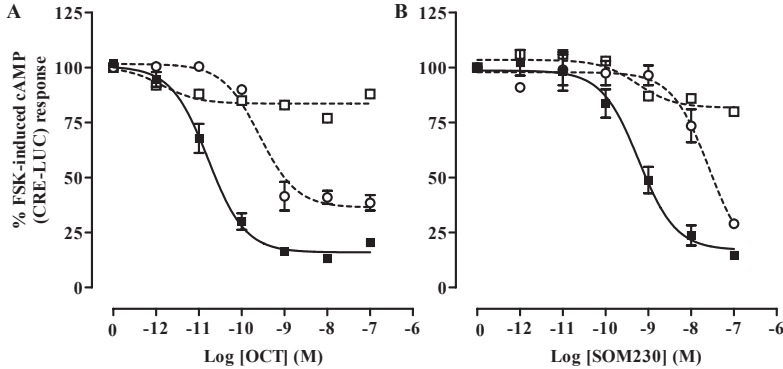 A
B
% FSK-induced cAMP
(CRE-LUC) response
125
100
75
50
25
0
0 -12 -11 -10 -9 -8 -7 -6
Log [OCT] (M)
125
100
75
50
25
0
0 -12 -11 -10 -9 -8 -7 -6
Log [SOM230] (M)